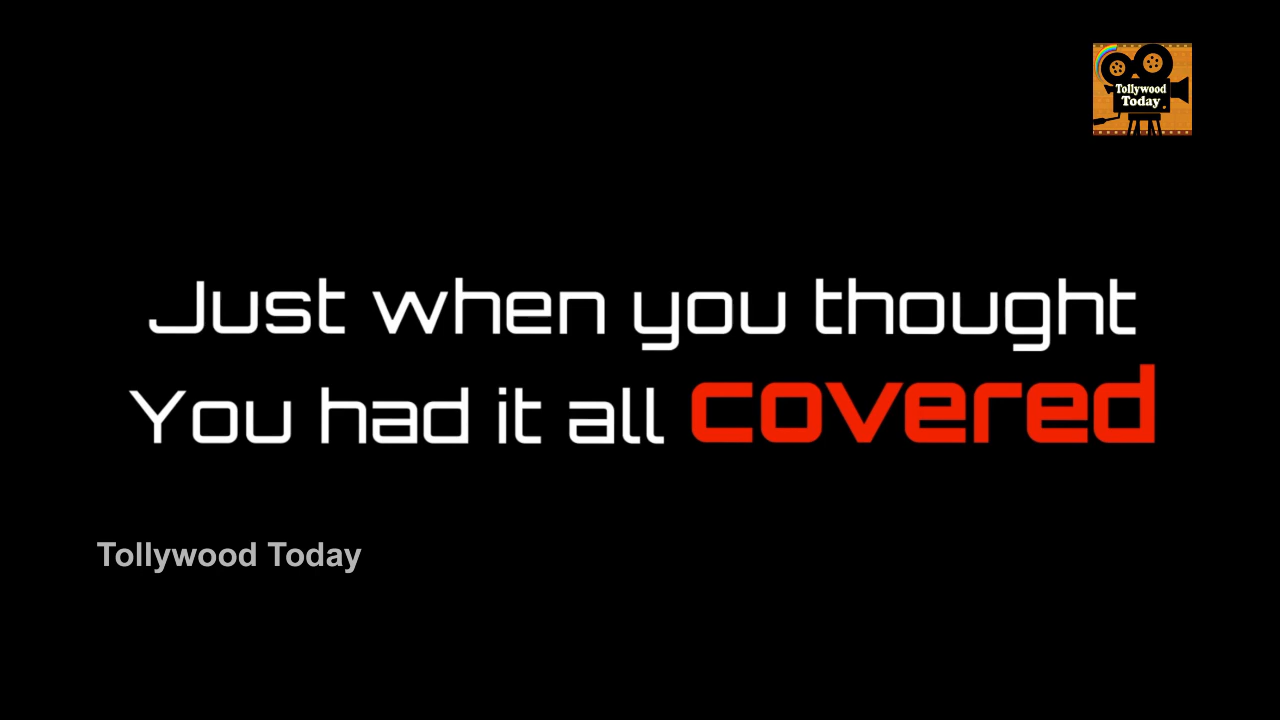 Tollywood
Today
Just when you thought
You had it all covered
Tollywood Today